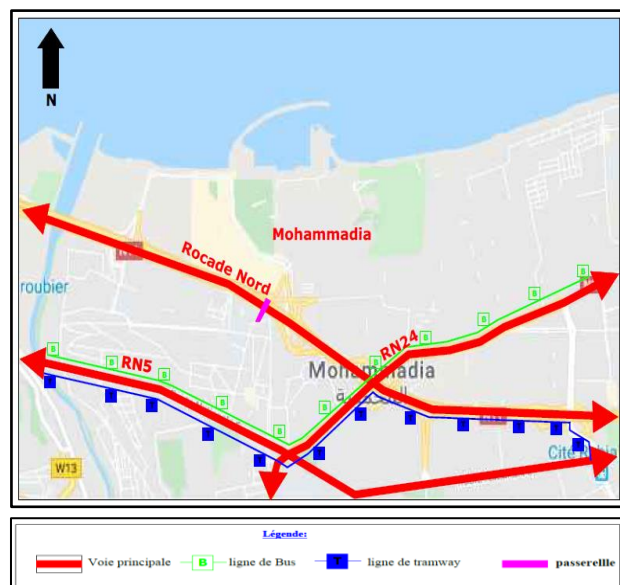 N
Mohammadia
Rocade Nord
roubier
RN24
RN5
Mohammadia
المحمدية
W13
Cité R
Légende:
Voie principale
B
ligne de Bus
T
ligne de tramway
passerellle